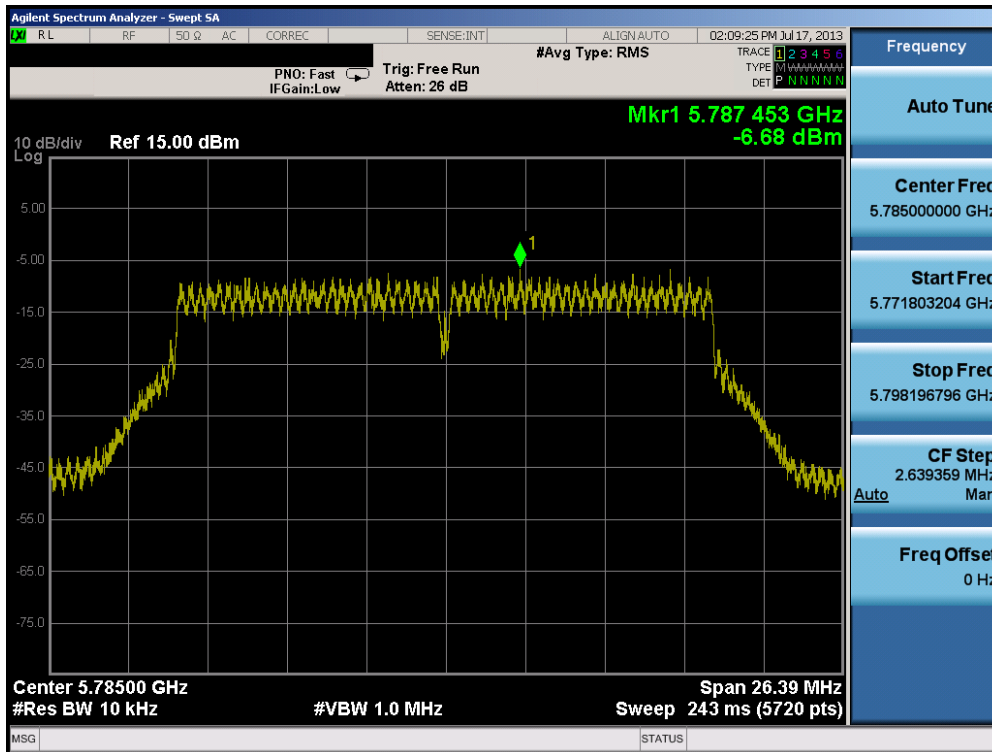 Agilent Spectrum Analyzer - Swept SA
LXI RL RF 50 Ω AC CORREC SENSE:INT ALIGN AUTO 02:09:25 PM Jul 17, 2013
#Avg Type: RMS TRACE 1 2 3 4 5 6
PNO: Fast Trig: Free Run TYPE M WWWWW
IFGain:Low Atten: 26 dB DET P N N N N N
Mkr1 5.787 453 GHz
-6.68 dBm
10 dB/div Ref 15.00 dBm
Log
5.00
-5.00
-15.0
-25.0
-35.0
-45.0
-55.0
-65.0
-75.0
1
Center 5.78500 GHz Span 26.39 MHz
#Res BW 10 kHz #VBW 1.0 MHz Sweep 243 ms (5720 pts)
MSG STATUS
Frequency
Auto Tune
Center Freq
5.785000000 GHz
Start Freq
5.771803204 GHz
Stop Freq
5.798196796 GHz
CF Step
2.639359 MHz
Auto Man
Freq Offset
0 Hz